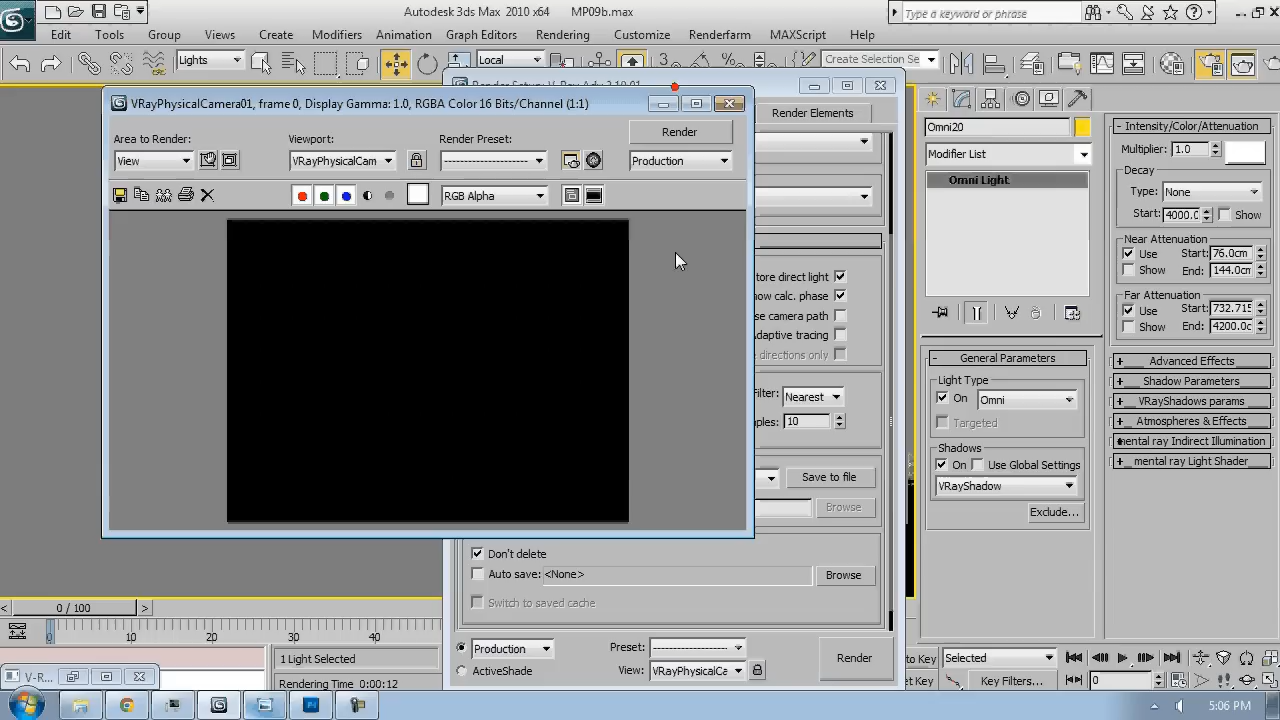 Autodesk 3ds Max 2010 x64 MP09b.max
Type a keyword or phrase
Edit Tools Group Views Create Modifiers Animation Graph Editors Rendering Customize Renderfarm MAXScript Help
Lights
Local
Create Selection Se
VRayPhysicalCamera01, frame 0, Display Gamma: 1.0, RGBA Color 16 Bits/Channel (1:1)
Area to Render:
Viewport:
Render Preset:
Render
View
VRayPhysicalCam
Production
RGB Alpha
Render Elements
tore direct light
ow calc. phase
se camera path
Adaptive tracing
directions only
Filter: Nearest
ples: 10
Save to file
Browse
Don't delete
Auto save: <None>
Browse
Switch to saved cache
Production
ActiveShade
Preset:
View: VRayPhysicalCa
Render
Omni20
Modifier List
Omni Light
General Parameters
Light Type
On Omni
Targeted
Shadows
On Use Global Settings
VRayShadow
Exclude...
Intensity/Color/Attenuation
Multiplier: 1.0
Decay
Type: None
Start: 4000.0 Show
Near Attenuation
Use Start: 76.0cm
Show End: 144.0cm
Far Attenuation
Use Start: 732.715
Show End: 4200.0c
Advanced Effects
Shadow Parameters
VRayShadows params
Atmospheres & Effects
mental ray Indirect Illumination
mental ray Light Shader
0 / 100
0 10 20 30 40
1 Light Selected
Rendering Time 0:00:12
V-R...
uto Key Selected
et Key Key Filters...
0
5:06 PM